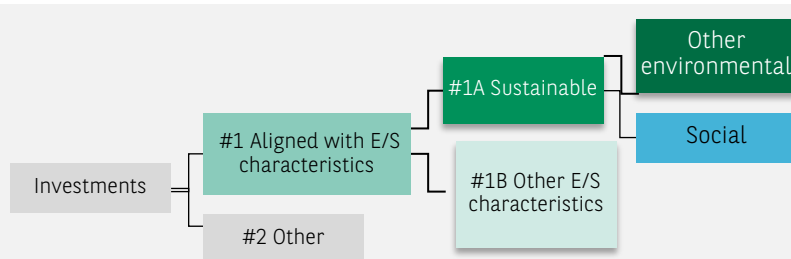 Other
environmental
#1A Sustainable
#1 Aligned with E/S
characteristics
Social
Investments
#1B Other E/S
characteristics
#2 Other